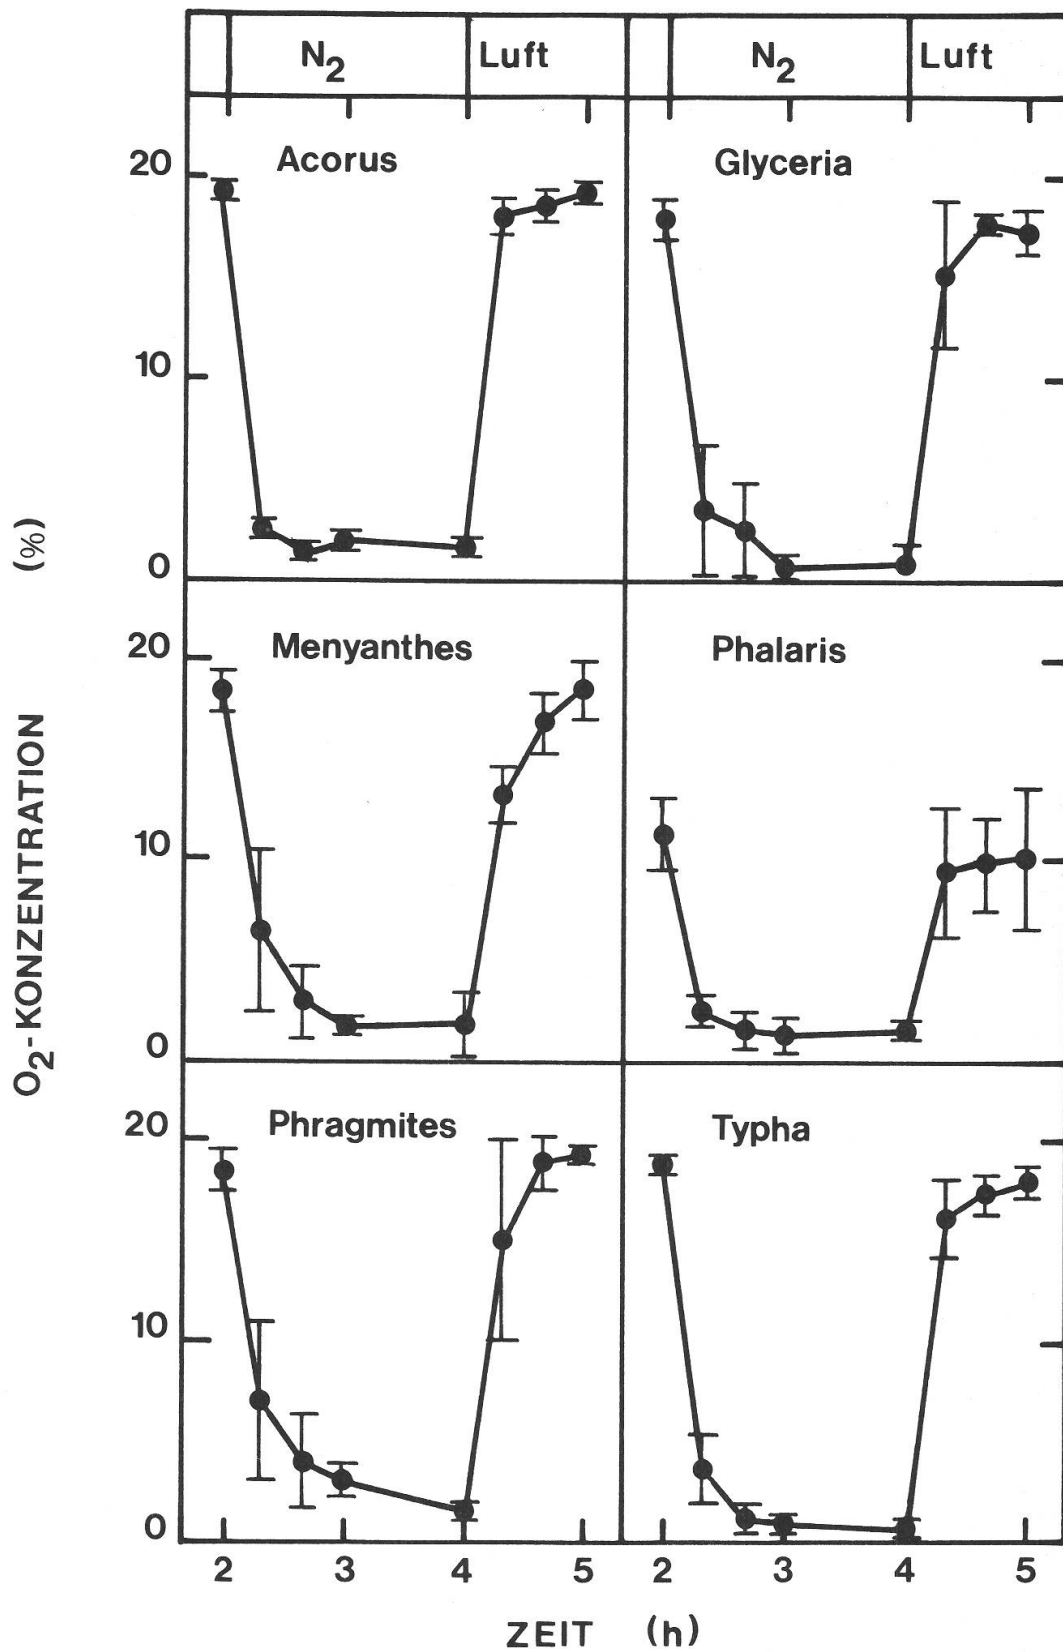 N2 Luft N2 Luft
Acorus Glyceria
20
10
0
Menyanthes Phalaris
20
10
0
Phragmites Typha
20
10
0
2 3 4 5 2 3 4 5
ZEIT (h)
O2-KONZENTRATION (%)